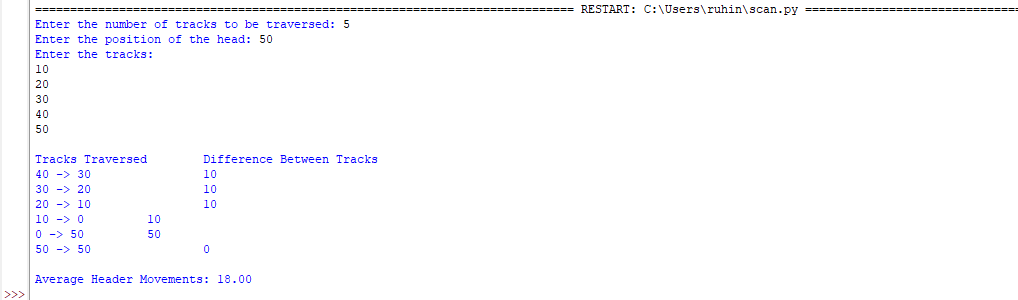 ============================================================================= RESTART: C:\Users\ruhin\scan.py ==============================
Enter the number of tracks to be traversed: 5
Enter the position of the head: 50
Enter the tracks:
10
20
30
40
50
Tracks Traversed Difference Between Tracks
40 -> 30 10
30 -> 20 10
20 -> 10 10
10 -> 0 10
0 -> 50 50
50 -> 50 0
Average Header Movements: 18.00
>>>